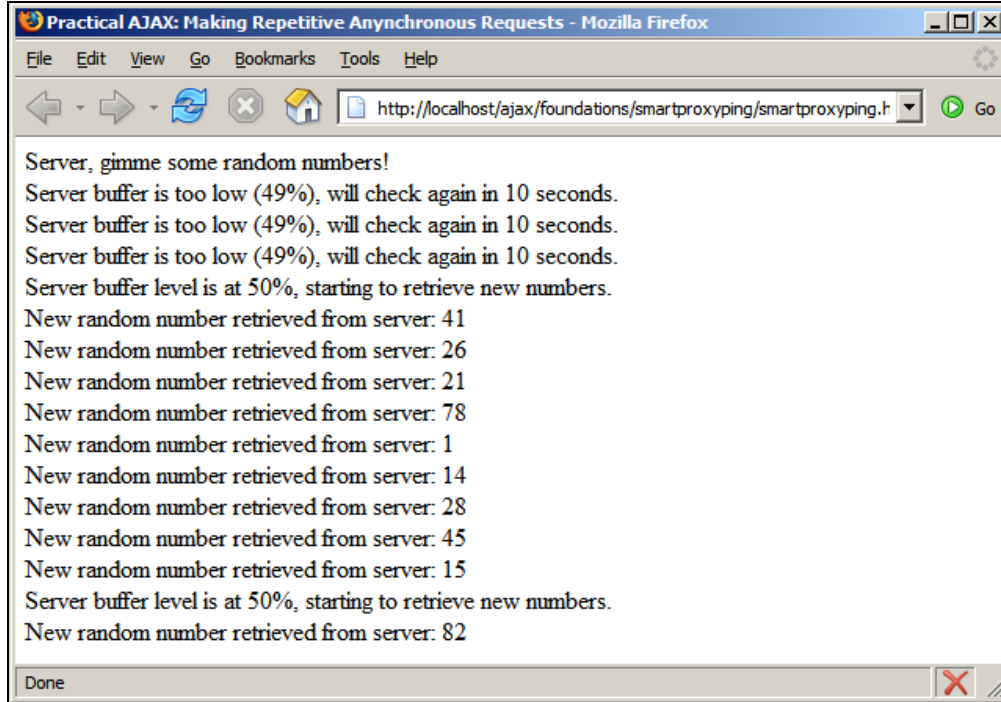 Practical AJAX: Making Repetitive Anynchronous Requests - Mozilla Firefox
File Edit View Go Bookmarks Tools Help
http://localhost/ajax/foundations/smartproxyping/smartproxyping.h Go
Server, gimme some random numbers!
Server buffer is too low (49%), will check again in 10 seconds.
Server buffer is too low (49%), will check again in 10 seconds.
Server buffer is too low (49%), will check again in 10 seconds.
Server buffer level is at 50%, starting to retrieve new numbers.
New random number retrieved from server: 41
New random number retrieved from server: 26
New random number retrieved from server: 21
New random number retrieved from server: 78
New random number retrieved from server: 1
New random number retrieved from server: 14
New random number retrieved from server: 28
New random number retrieved from server: 45
New random number retrieved from server: 15
Server buffer level is at 50%, starting to retrieve new numbers.
New random number retrieved from server: 82
Done